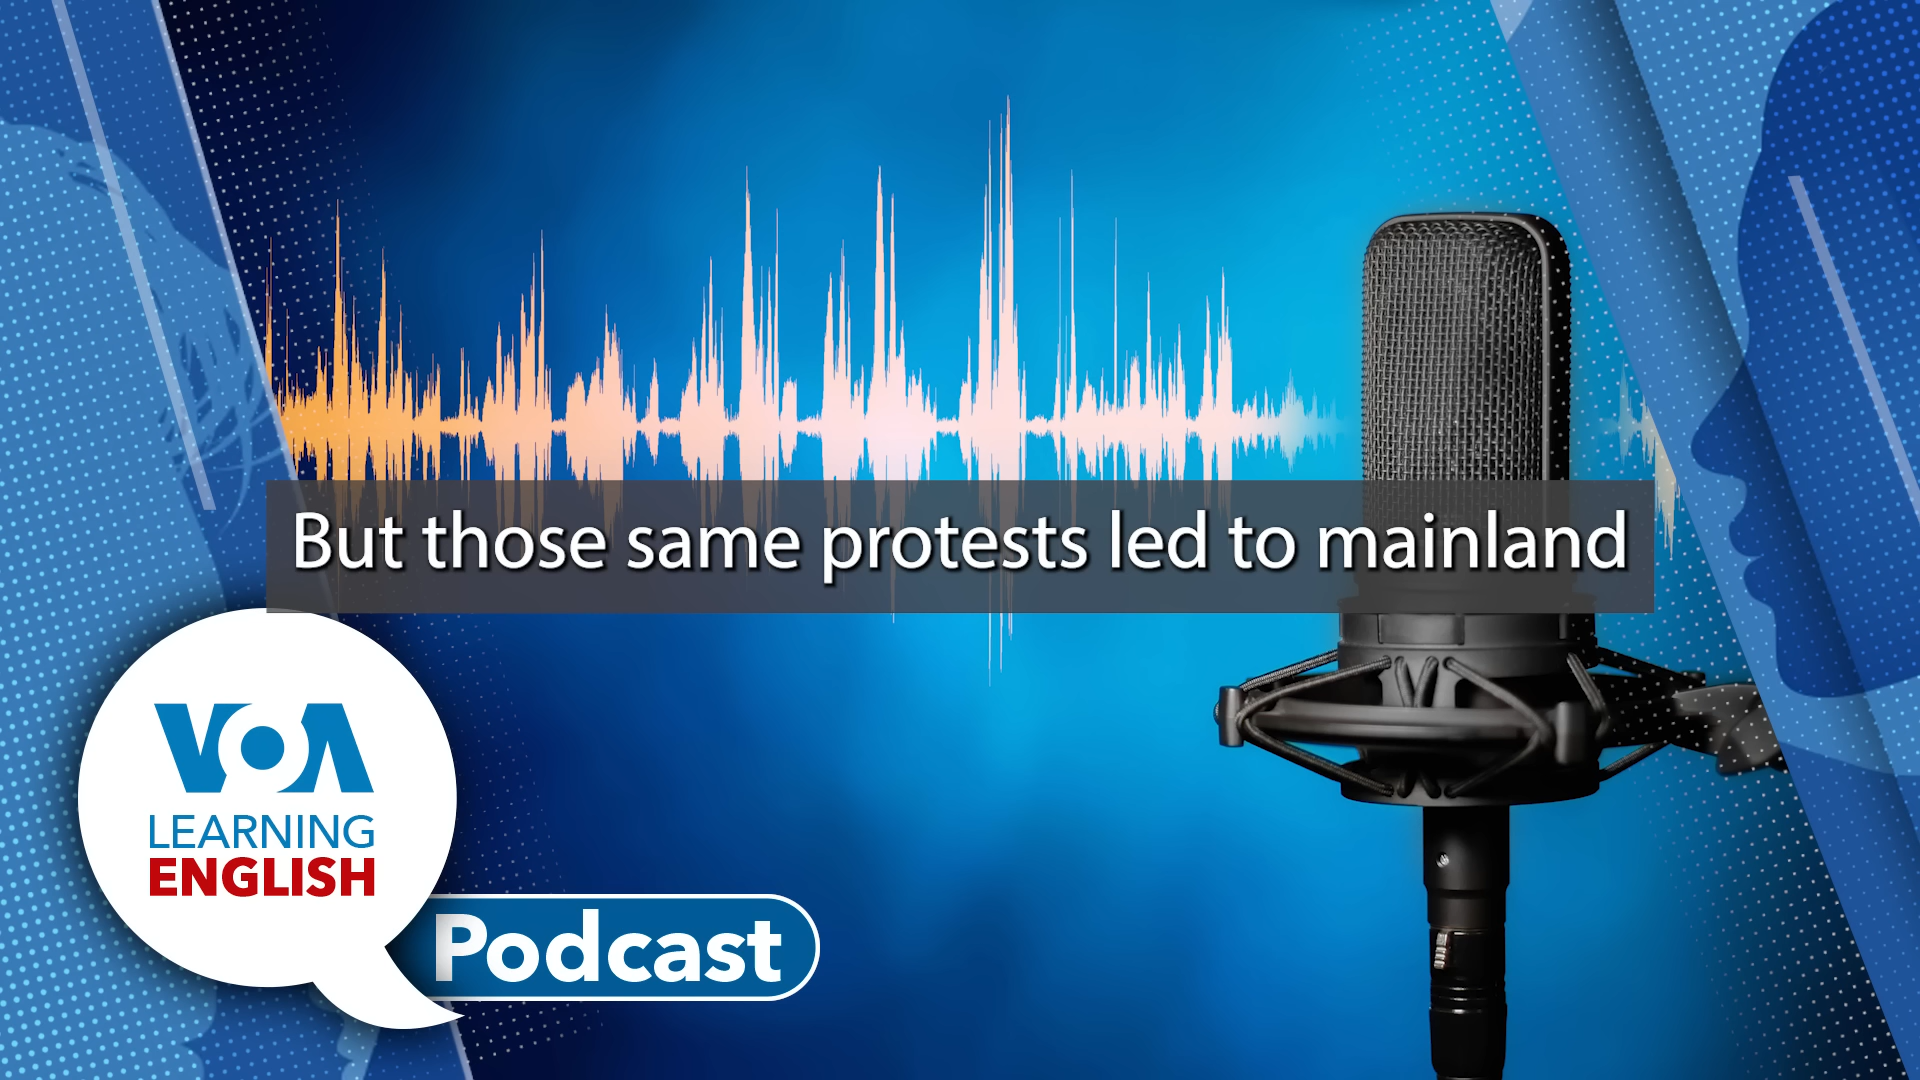 But those same protests led to mainland
VOA
LEARNING
ENGLISH
Podcast